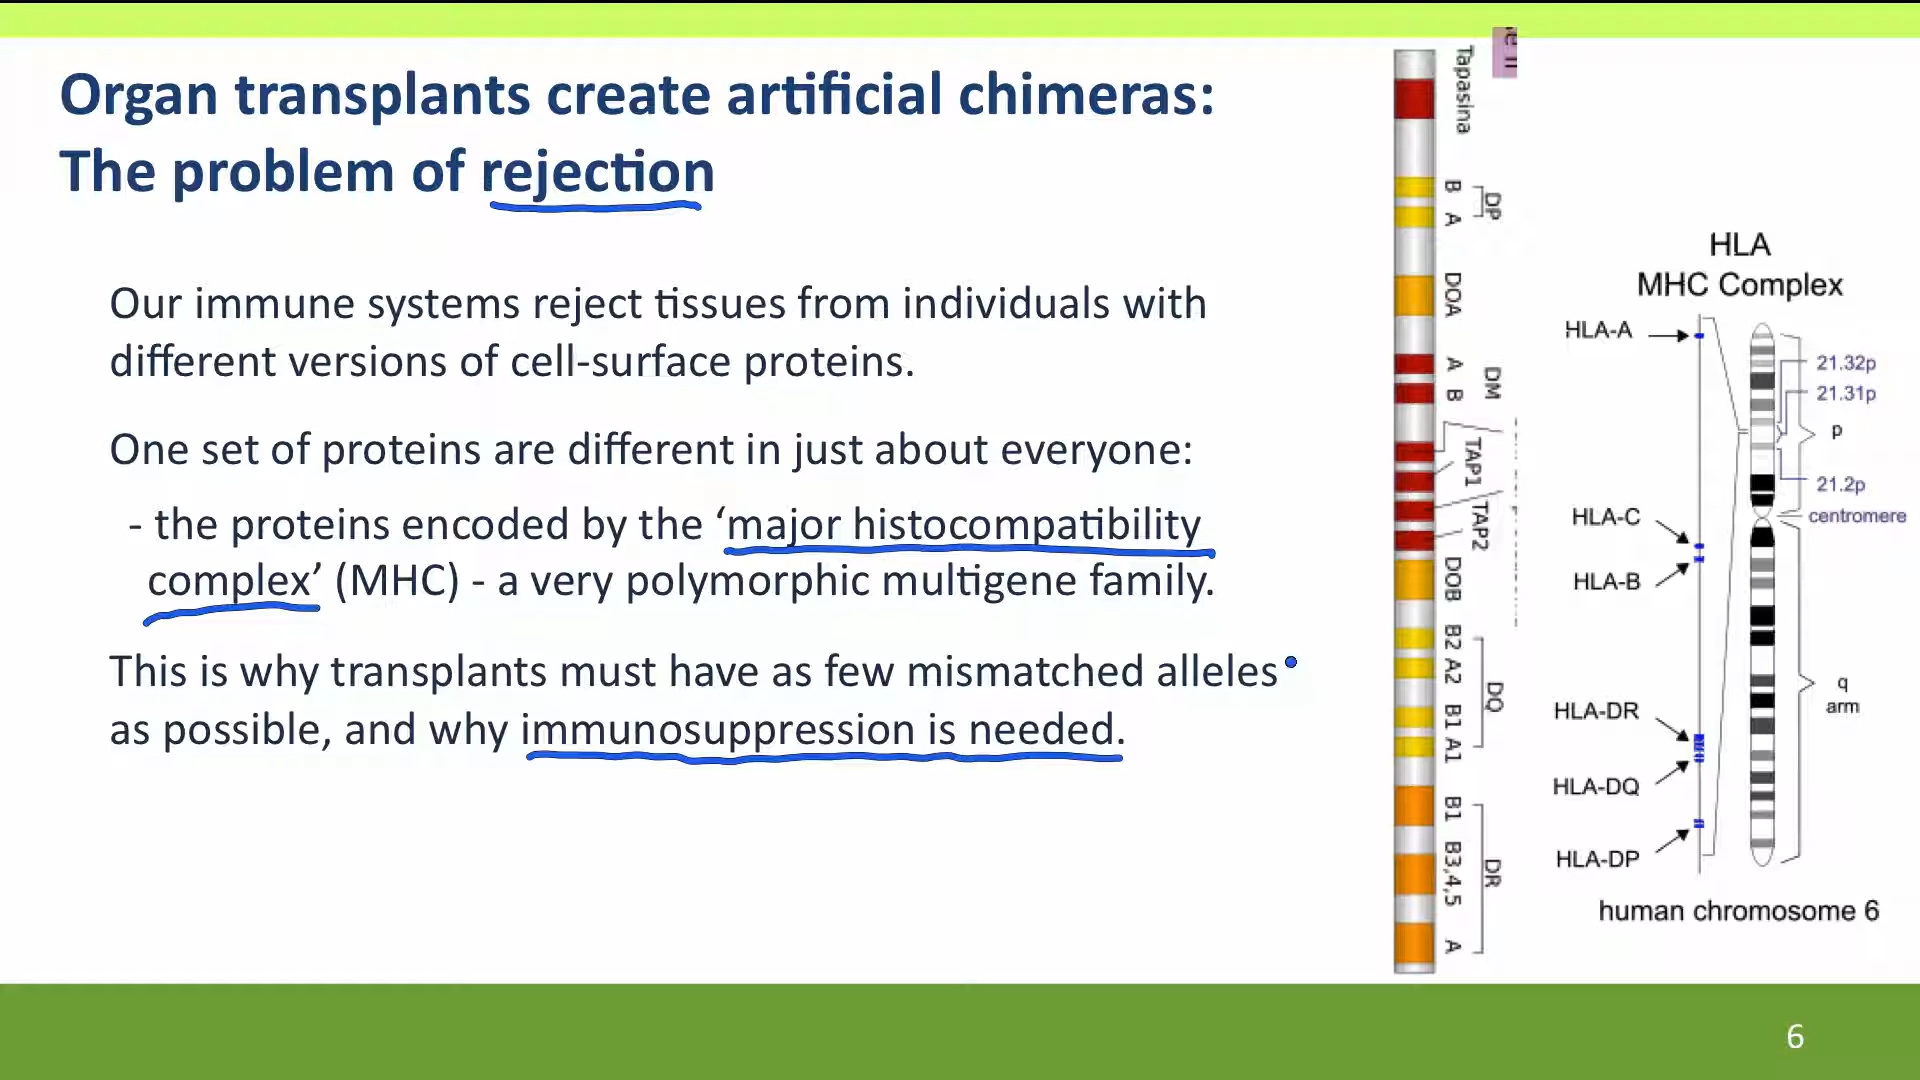 Organ transplants create artificial chimeras:
The problem of rejection
Our immune systems reject tissues from individuals with
different versions of cell-surface proteins.
One set of proteins are different in just about everyone:
- the proteins encoded by the ‘major histocompatibility
complex’ (MHC) - a very polymorphic multigene family.
This is why transplants must have as few mismatched alleles
as possible, and why immunosuppression is needed.
Tapasina
B
A
DP
DOA
A
B
DM
TAP1
TAP2
DOB
B2
A2
B1
A1
DQ
B1
B3,4,5
A
DR
HLA
MHC Complex
HLA-A
HLA-C
HLA-B
HLA-DR
HLA-DQ
HLA-DP
21.32p
21.31p
p
21.2p
centromere
q
arm
human chromosome 6
6